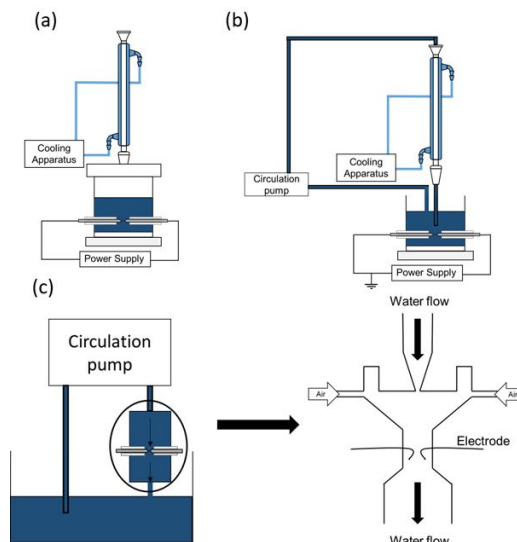 (a)
Cooling
Apparatus
Power Supply
(b)
Circulation
pump
Cooling
Apparatus
Power Supply
(c)
Circulation
pump
Water flow
Air
Air
Electrode
Water flow